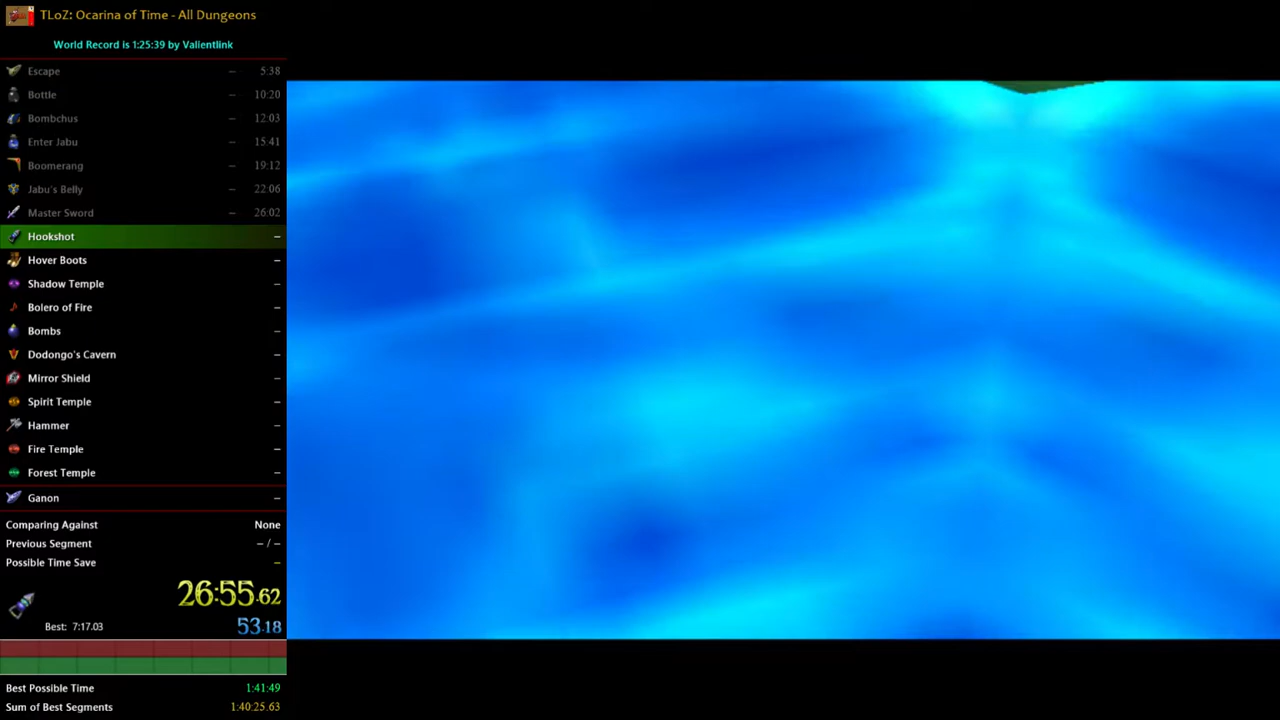 TLoZ: Ocarina of Time - All Dungeons
World Record is 1:25:39 by Valientlink
Escape – 5:38
Bottle – 10:20
Bombchus – 12:03
Enter Jabu – 15:41
Boomerang – 19:12
Jabu's Belly – 22:06
Master Sword – 26:02
Hookshot –
Hover Boots –
Shadow Temple –
Bolero of Fire –
Bombs –
Dodongo's Cavern –
Mirror Shield –
Spirit Temple –
Hammer –
Fire Temple –
Forest Temple –
Ganon –
Comparing Against None
Previous Segment – / –
Possible Time Save –
26:55.62
Best: 7:17.03 53.18
Best Possible Time 1:41:49
Sum of Best Segments 1:40:25.63